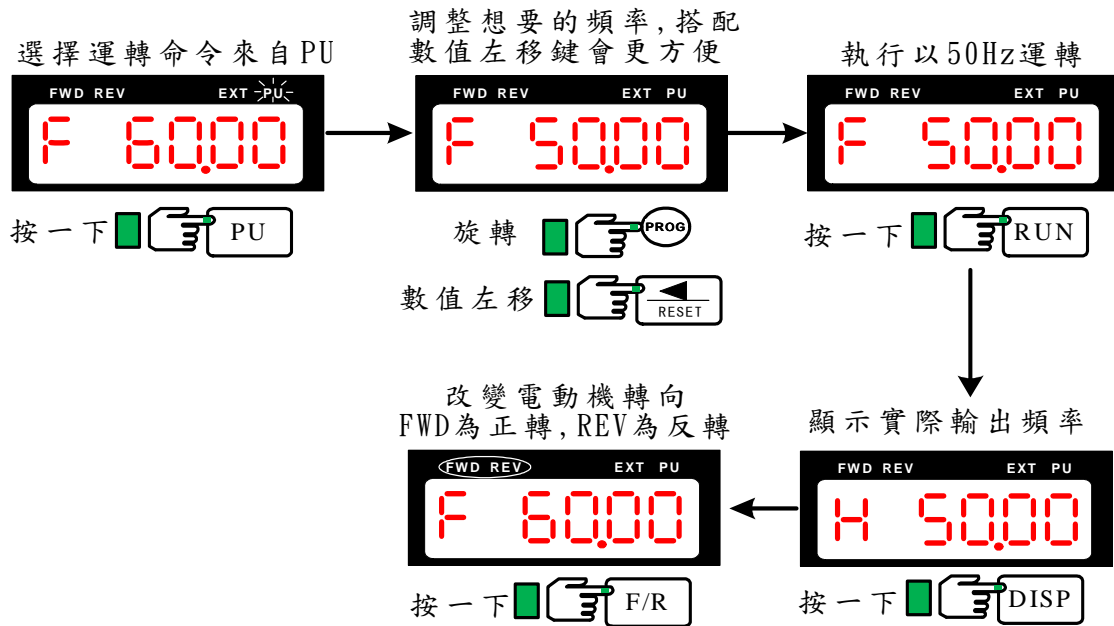 選擇運轉命令來自PU
FWD REV EXT PU
F 60.00
按一下 PU
調整想要的頻率,搭配
數值左移鍵會更方便
FWD REV EXT PU
F 50.00
旋轉 PROG
數值左移 ◀ RESET
執行以50Hz運轉
FWD REV EXT PU
F 50.00
按一下 RUN
顯示實際輸出頻率
FWD REV EXT PU
H 50.00
按一下 DISP
改變電動機轉向
FWD為正轉,REV為反轉
FWD REV EXT PU
F 60.00
按一下 F/R